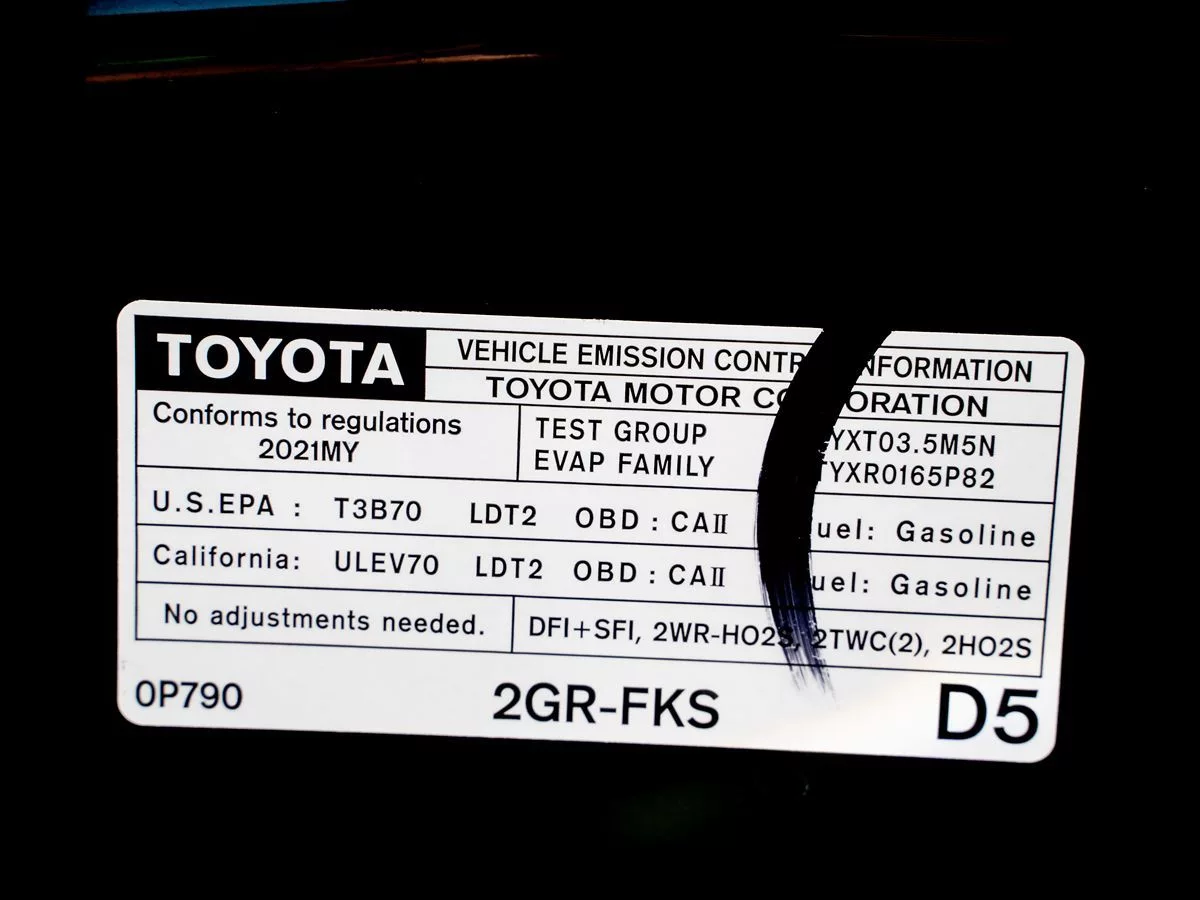 TOYOTA
VEHICLE EMISSION CONTR NFORMATION
TOYOTA MOTOR CO ORATION
Conforms to regulations
2021MY
TEST GROUP YXT03.5M5N
EVAP FAMILY TYXR0165P82
U.S.EPA : T3B70 LDT2 OBD : CAII uel: Gasoline
California: ULEV70 LDT2 OBD : CAII uel: Gasoline
No adjustments needed.
DFI+SFI, 2WR-HO2S, 2TWC(2), 2HO2S
0P790
2GR-FKS
D5